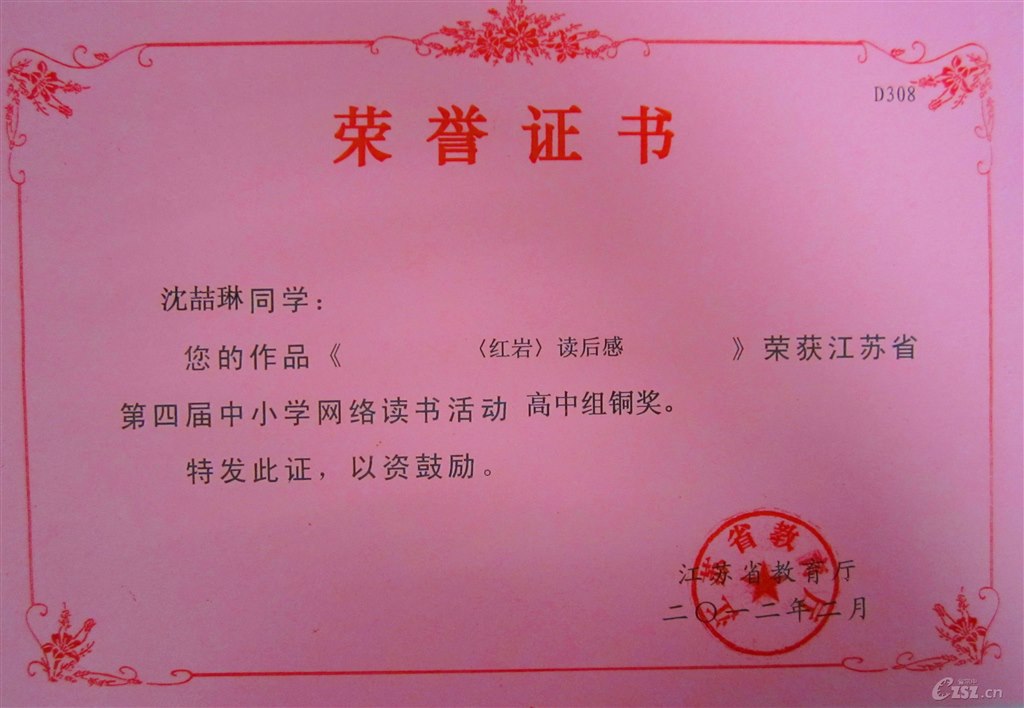 D308
荣誉证书
沈喆琳同学：
您的作品《〈红岩〉读后感》荣获江苏省
第四届中小学网络读书活动 高中组铜奖。
特发此证，以资鼓励。
江苏省教育厅
二〇一二年二月
zsz.cn